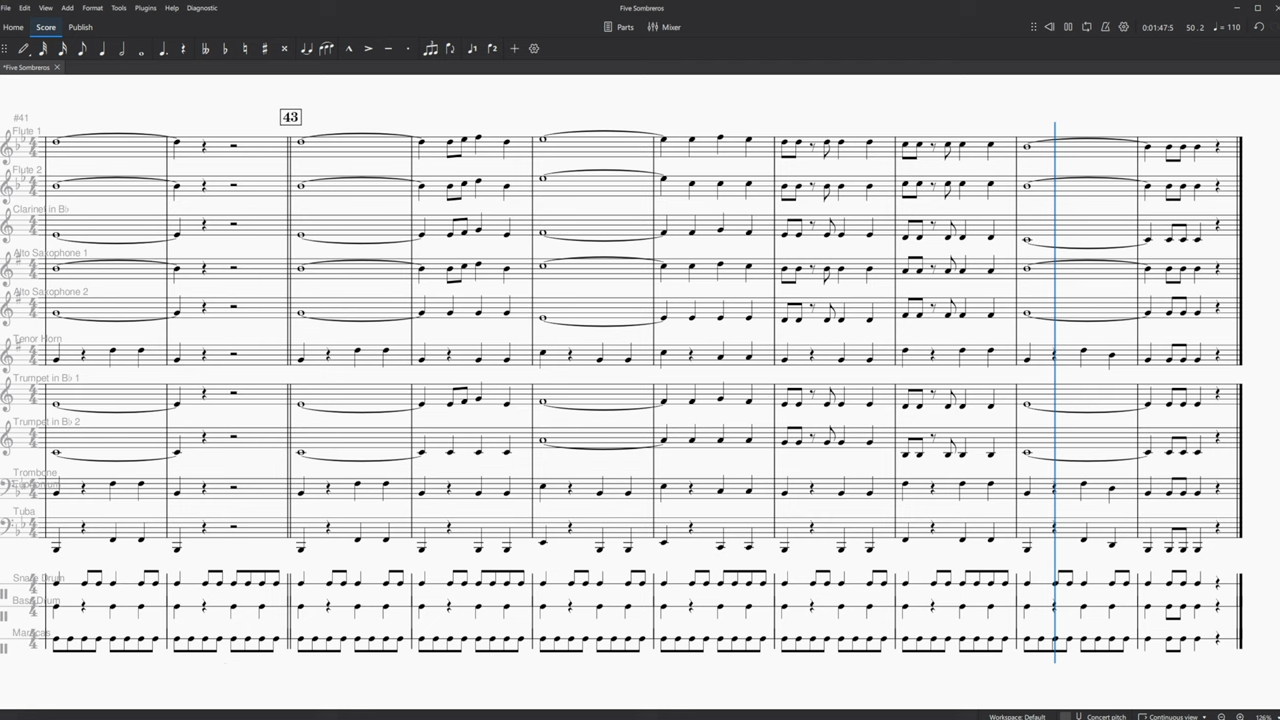 File Edit View Add Format Tools Plugins Help Diagnostic
Five Sombreros
Home Score Publish
Parts Mixer
0:01:47:5 50. 2 = 110
*Five Sombreros
#41
43
Flute 1
Flute 2
Clarinet in B♭
Alto Saxophone 1
Alto Saxophone 2
Tenor Horn
Trumpet in B♭ 1
Trumpet in B♭ 2
Trombone
Euphonium
Tuba
Snare Drum
Bass Drum
Maracas
Workspace: Default Concert pitch Continuous view 126%